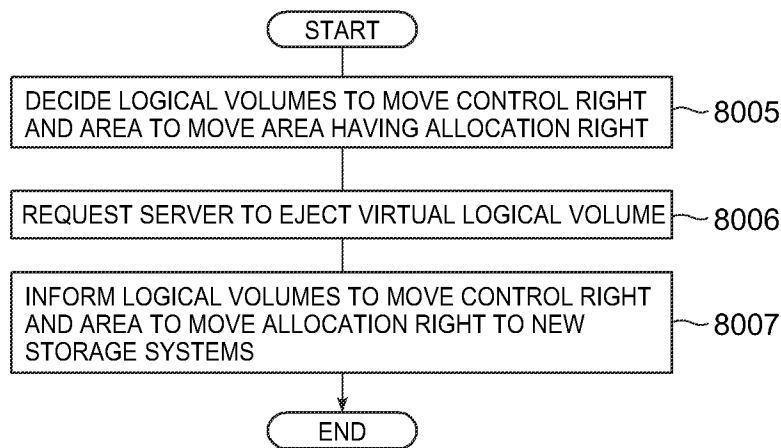 START
DECIDE LOGICAL VOLUMES TO MOVE CONTROL RIGHT
AND AREA TO MOVE AREA HAVING ALLOCATION RIGHT
8005
REQUEST SERVER TO EJECT VIRTUAL LOGICAL VOLUME
8006
INFORM LOGICAL VOLUMES TO MOVE CONTROL RIGHT
AND AREA TO MOVE ALLOCATION RIGHT TO NEW
STORAGE SYSTEMS
8007
END